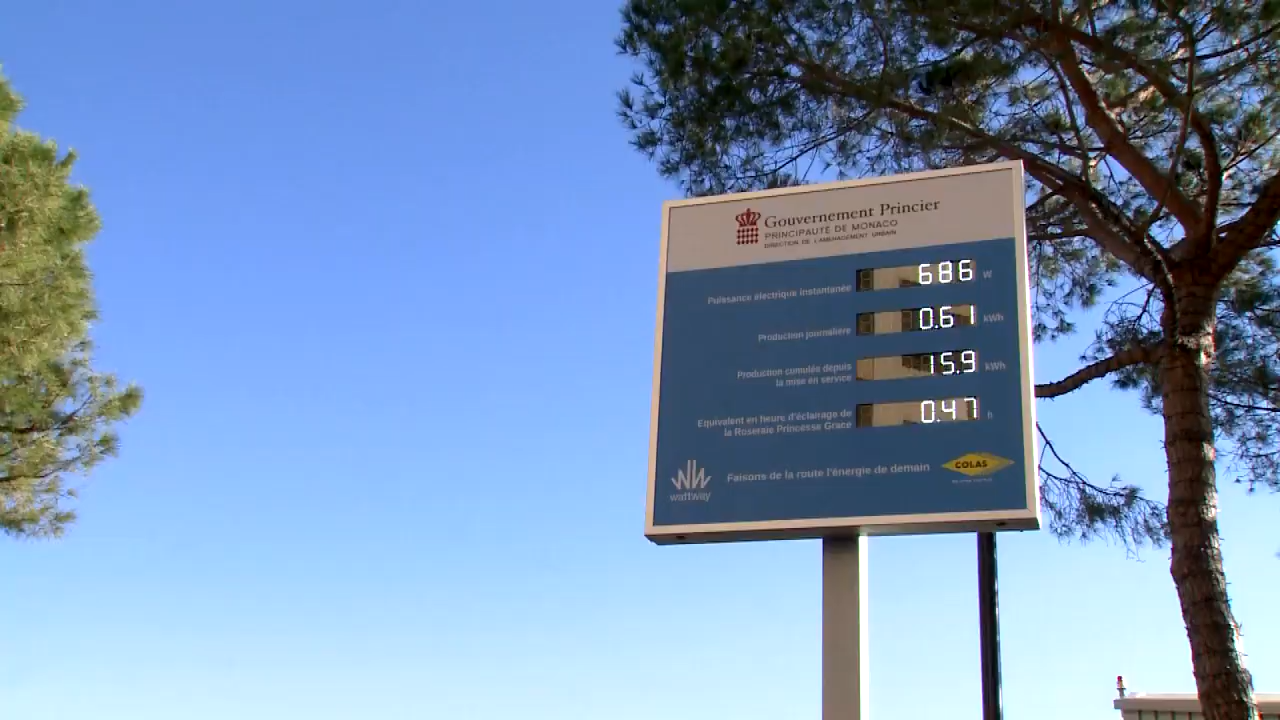 Gouvernement Princier
PRINCIPAUTÉ DE MONACO
DIRECTION DE L'AMÉNAGEMENT URBAIN
Puissance électrique instantanée 686 W
Production journalière 0.61 kWh
Production cumulée depuis
la mise en service 15.9 kWh
Equivalent en heure d'éclairage de
la Roseraie Princesse Grace 0.47 h
wattway
Faisons de la route l'énergie de demain
COLAS